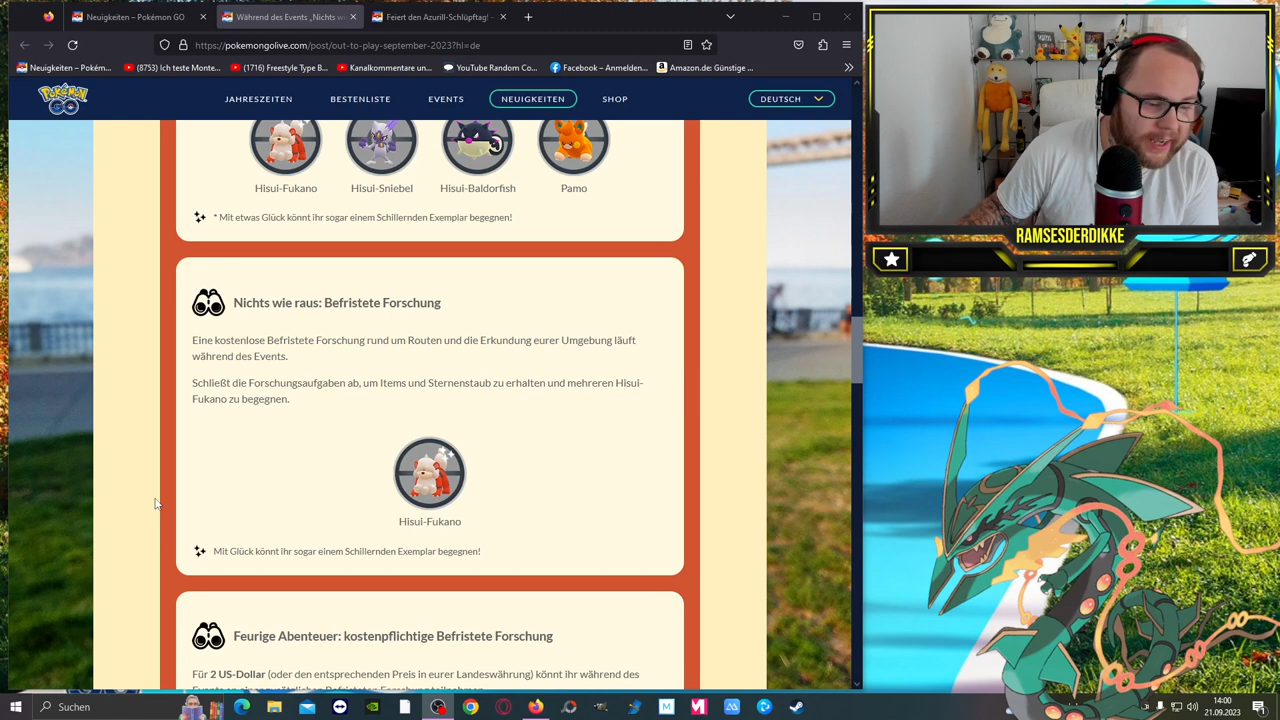 Neuigkeiten – Pokémon GO
Während des Events „Nichts wi
Feiert den Azurill-Schlüpftag! –
https://pokemongolive.com/post/out-to-play-september-2023?hl=de
Neuigkeiten – Pokém...
(8753) Ich teste Monte...
(1716) Freestyle Type B...
Kanalkornmentare un...
YouTube Random Co...
Facebook – Anmelden...
Amazon.de: Günstige ...
POKÉMON GO
JAHRESZEITEN
BESTENLISTE
EVENTS
NEUIGKEITEN
SHOP
DEUTSCH
Hisui-Fukano
Hisui-Sniebel
Hisui-Baldorfish
Pamo
* Mit etwas Glück könnt ihr sogar einem Schillernden Exemplar begegnen!
Nichts wie raus: Befristete Forschung
Eine kostenlose Befristete Forschung rund um Routen und die Erkundung eurer Umgebung läuft
während des Events.
Schließt die Forschungsaufgaben ab, um Items und Sternenstaub zu erhalten und mehreren Hisui-
Fukano zu begegnen.
Hisui-Fukano
Mit Glück könnt ihr sogar einem Schillernden Exemplar begegnen!
Feurige Abenteuer: kostenpflichtige Befristete Forschung
Für 2 US-Dollar (oder den entsprechenden Preis in eurer Landeswährung) könnt ihr während des
RAMSESDERDIKKE
Suchen
14:00
21.09.2023